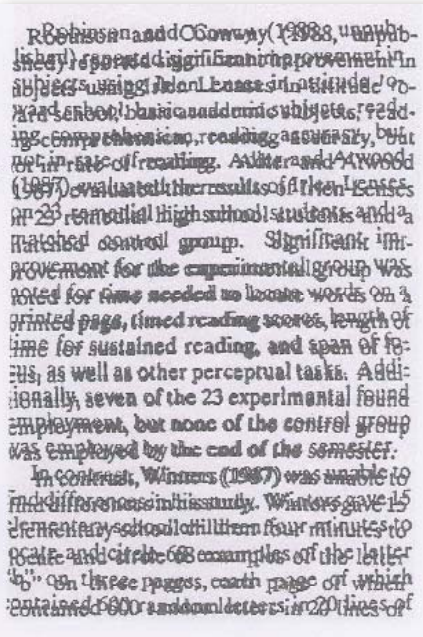 Robinson and Conway (1988, unpub-
lished) reported significant improvement in
subjects using Irlen Lenses in attitude to-
ward school, basic academic subjects, read-
ing comprehension, reading accuracy, but
not in rate of reading. Adler and Atwood
(1987) evaluated the results of Irlen Lenses
on 23 remedial high school students and a
matched control group. Significant im-
provement for the experimental group was
noted for time needed to locate words on a
printed page, timed reading scores, length of
time for sustained reading, and span of fo-
cus, as well as other perceptual tasks. Addi-
tionally, seven of the 23 experimental found
employment, but none of the control group
was employed by the end of the semester.
In contrast, Winters (1987) was unable to
find differences in his study. Winters gave 15
elementary school children four minutes to
locate and circle 68 examples of the letter
"b" on three pages, each page of which
contained 600 random letters in 20 lines of